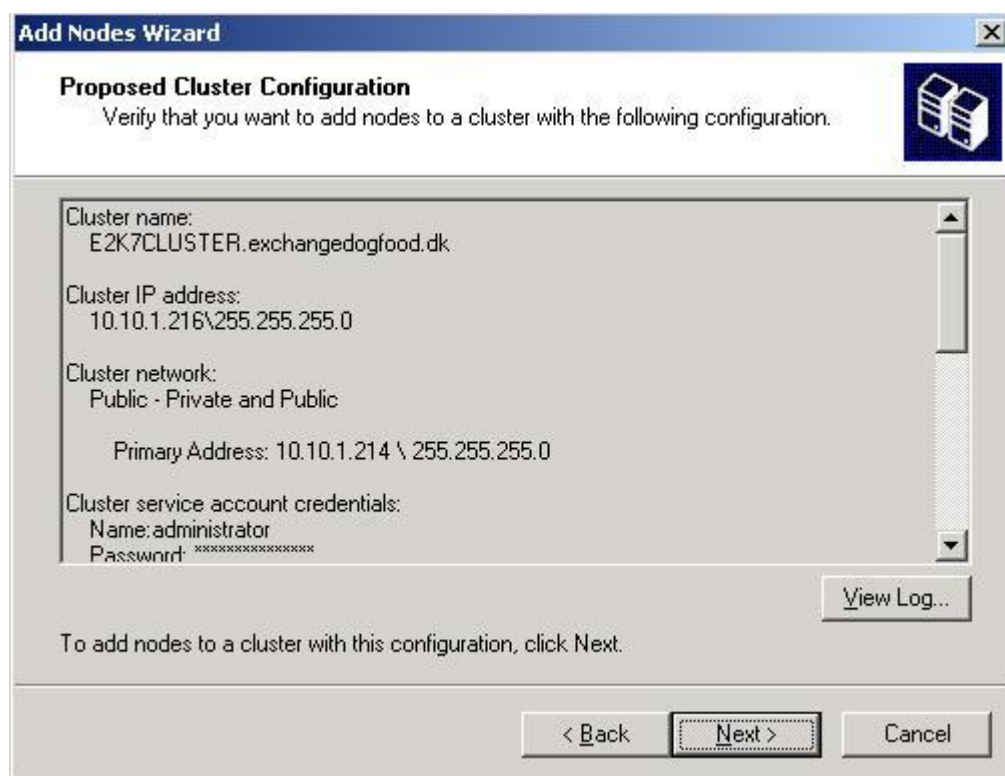 Add Nodes Wizard
Proposed Cluster Configuration
Verify that you want to add nodes to a cluster with the following configuration.
Cluster name:
E2K7CLUSTER.exchangedogfood.dk
Cluster IP address:
10.10.1.216\255.255.255.0
Cluster network:
Public - Private and Public
Primary Address: 10.10.1.214 \ 255.255.255.0
Cluster service account credentials:
Name:administrator
Password: ***************
View Log...
To add nodes to a cluster with this configuration, click Next.
< Back Next > Cancel